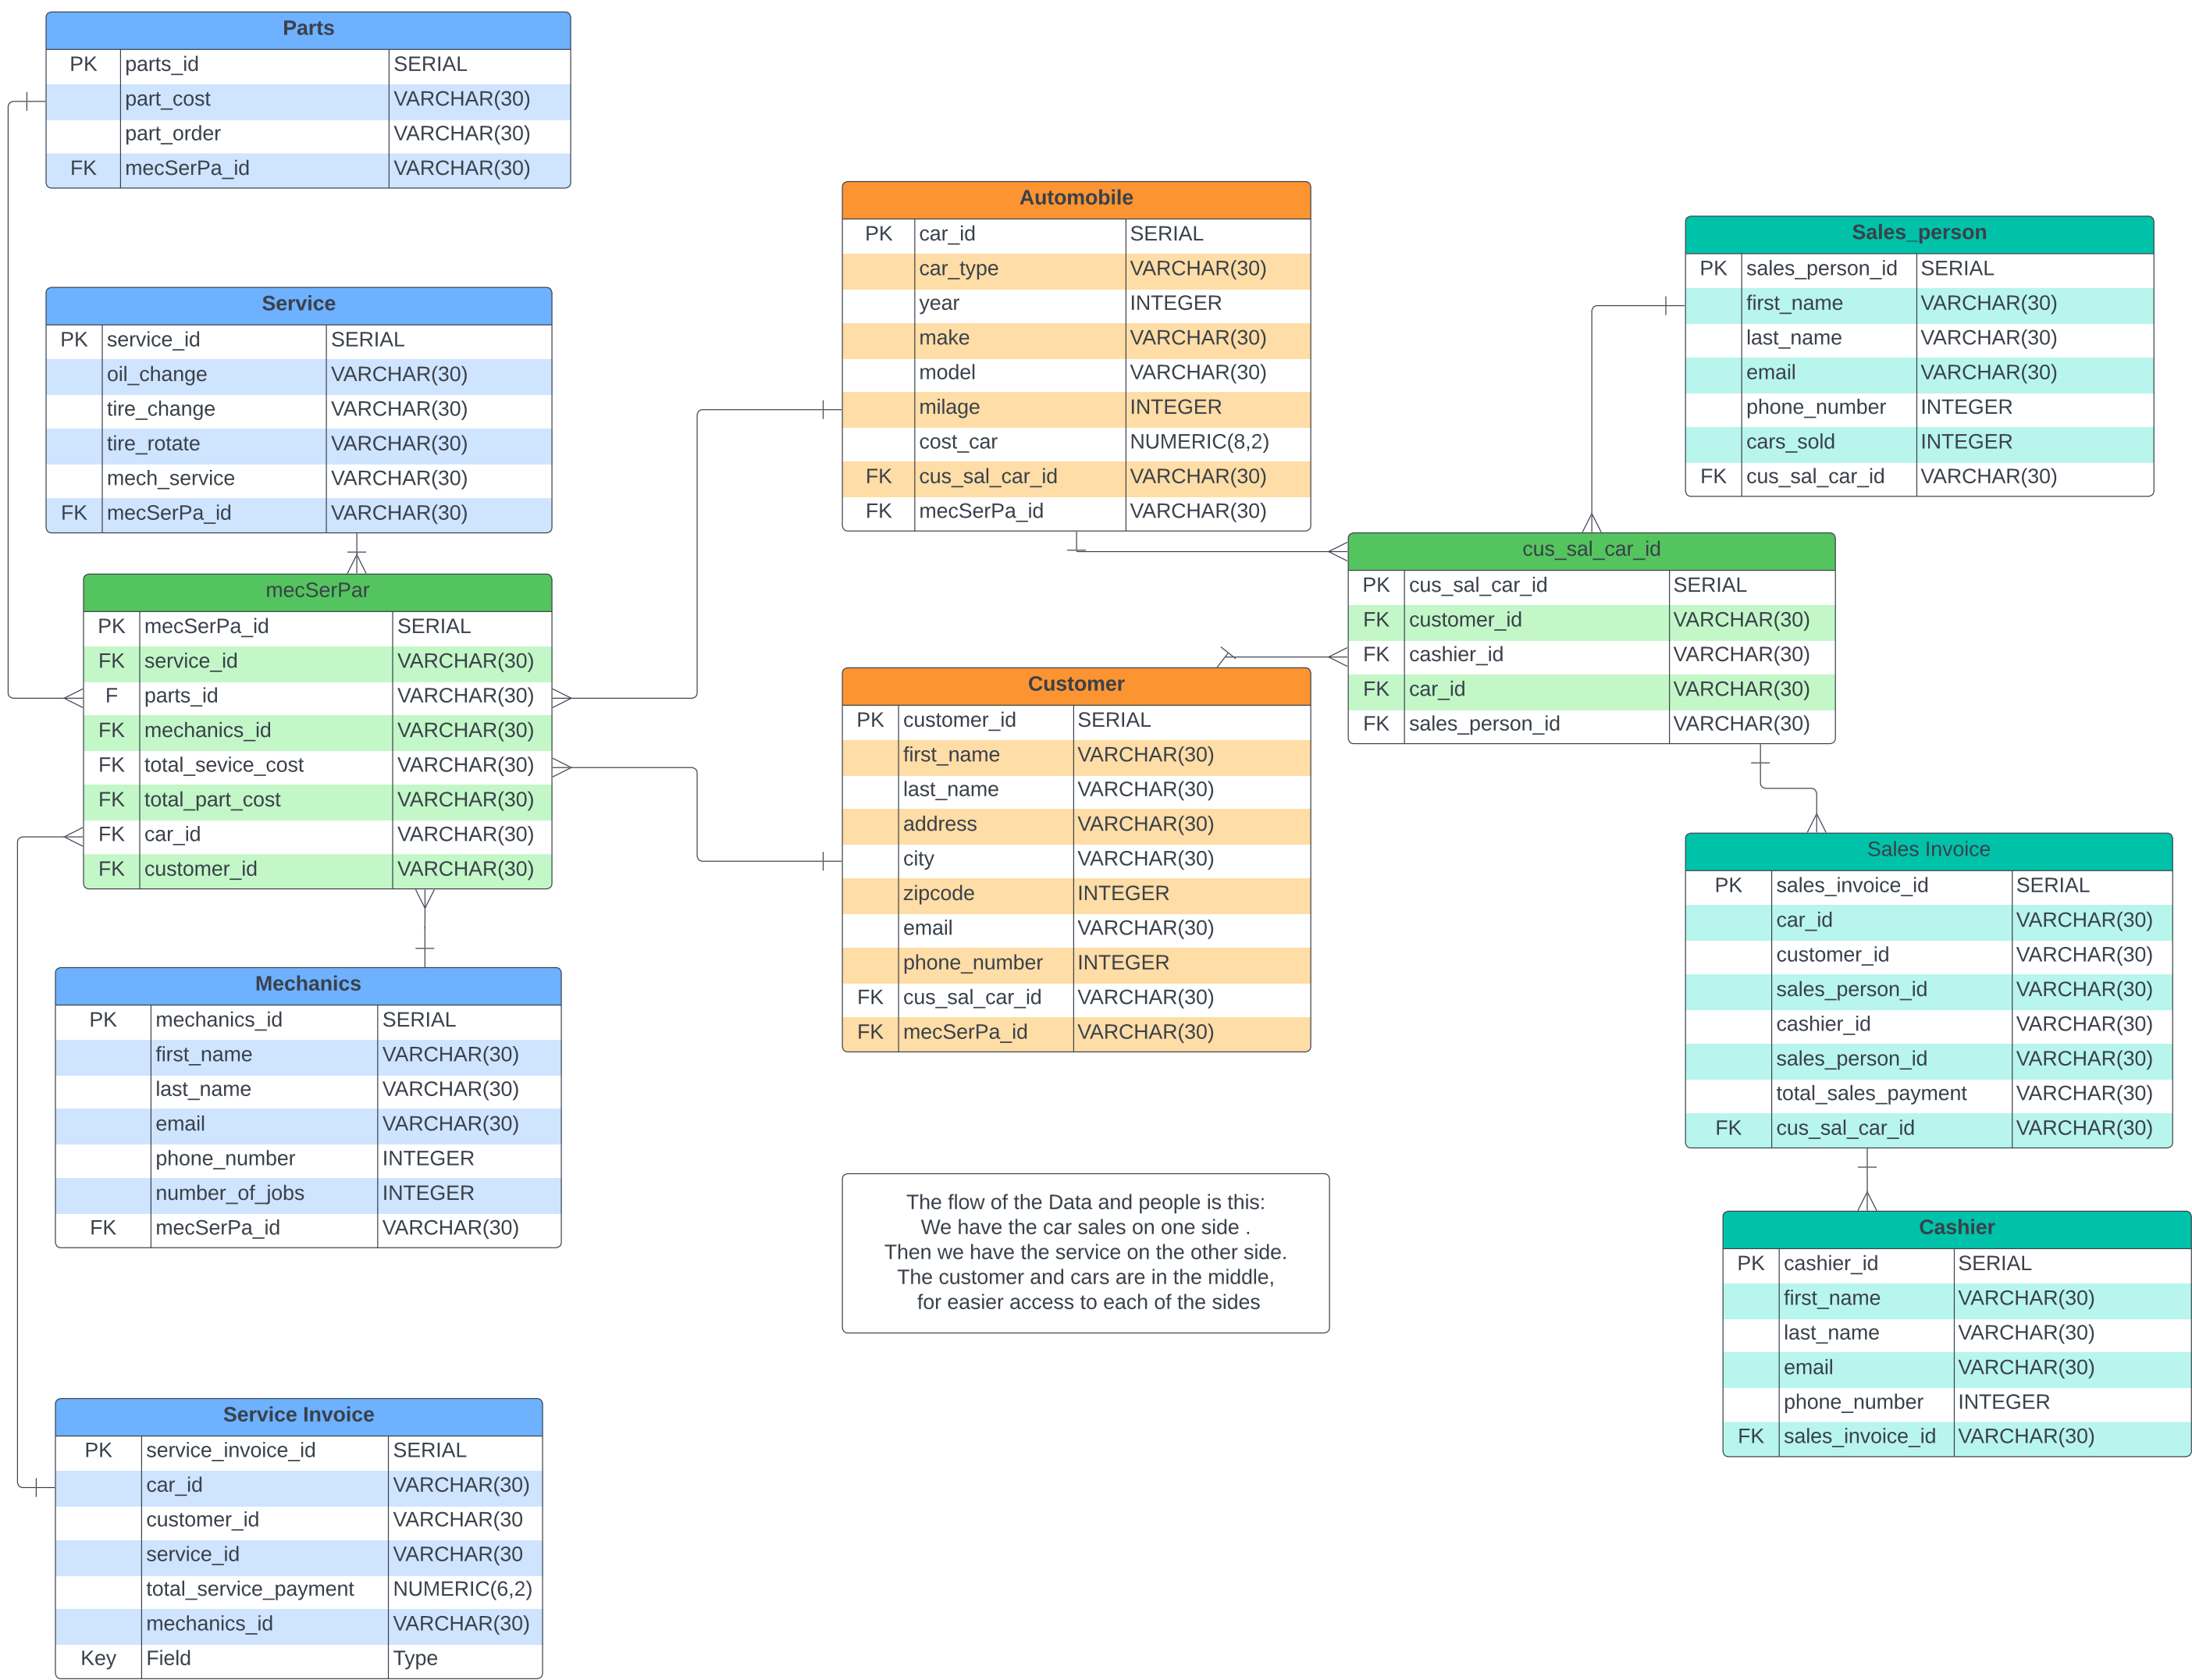 Parts
PK parts_id SERIAL
part_cost VARCHAR(30)
part_order VARCHAR(30)
FK mecSerPa_id VARCHAR(30)
Service
PK service_id SERIAL
oil_change VARCHAR(30)
tire_change VARCHAR(30)
tire_rotate VARCHAR(30)
mech_service VARCHAR(30)
FK mecSerPa_id VARCHAR(30)
mecSerPar
PK mecSerPa_id SERIAL
FK service_id VARCHAR(30)
F parts_id VARCHAR(30)
FK mechanics_id VARCHAR(30)
FK total_sevice_cost VARCHAR(30)
FK total_part_cost VARCHAR(30)
FK car_id VARCHAR(30)
FK customer_id VARCHAR(30)
Mechanics
PK mechanics_id SERIAL
first_name VARCHAR(30)
last_name VARCHAR(30)
email VARCHAR(30)
phone_number INTEGER
number_of_jobs INTEGER
FK mecSerPa_id VARCHAR(30)
Service Invoice
PK service_invoice_id SERIAL
car_id VARCHAR(30)
customer_id VARCHAR(30
service_id VARCHAR(30
total_service_payment NUMERIC(6,2)
mechanics_id VARCHAR(30)
Key Field Type
Automobile
PK car_id SERIAL
car_type VARCHAR(30)
year INTEGER
make VARCHAR(30)
model VARCHAR(30)
milage INTEGER
cost_car NUMERIC(8,2)
FK cus_sal_car_id VARCHAR(30)
FK mecSerPa_id VARCHAR(30)
Customer
PK customer_id SERIAL
first_name VARCHAR(30)
last_name VARCHAR(30)
address VARCHAR(30)
city VARCHAR(30)
zipcode INTEGER
email VARCHAR(30)
phone_number INTEGER
FK cus_sal_car_id VARCHAR(30)
FK mecSerPa_id VARCHAR(30)
The flow of the Data and people is this:
We have the car sales on one side .
Then we have the service on the other side.
The customer and cars are in the middle,
for easier access to each of the sides
Sales_person
PK sales_person_id SERIAL
first_name VARCHAR(30)
last_name VARCHAR(30)
email VARCHAR(30)
phone_number INTEGER
cars_sold INTEGER
FK cus_sal_car_id VARCHAR(30)
cus_sal_car_id
PK cus_sal_car_id SERIAL
FK customer_id VARCHAR(30)
FK cashier_id VARCHAR(30)
FK car_id VARCHAR(30)
FK sales_person_id VARCHAR(30)
Sales Invoice
PK sales_invoice_id SERIAL
car_id VARCHAR(30)
customer_id VARCHAR(30)
sales_person_id VARCHAR(30)
cashier_id VARCHAR(30)
sales_person_id VARCHAR(30)
total_sales_payment VARCHAR(30)
FK cus_sal_car_id VARCHAR(30)
Cashier
PK cashier_id SERIAL
first_name VARCHAR(30)
last_name VARCHAR(30)
email VARCHAR(30)
phone_number INTEGER
FK sales_invoice_id VARCHAR(30)